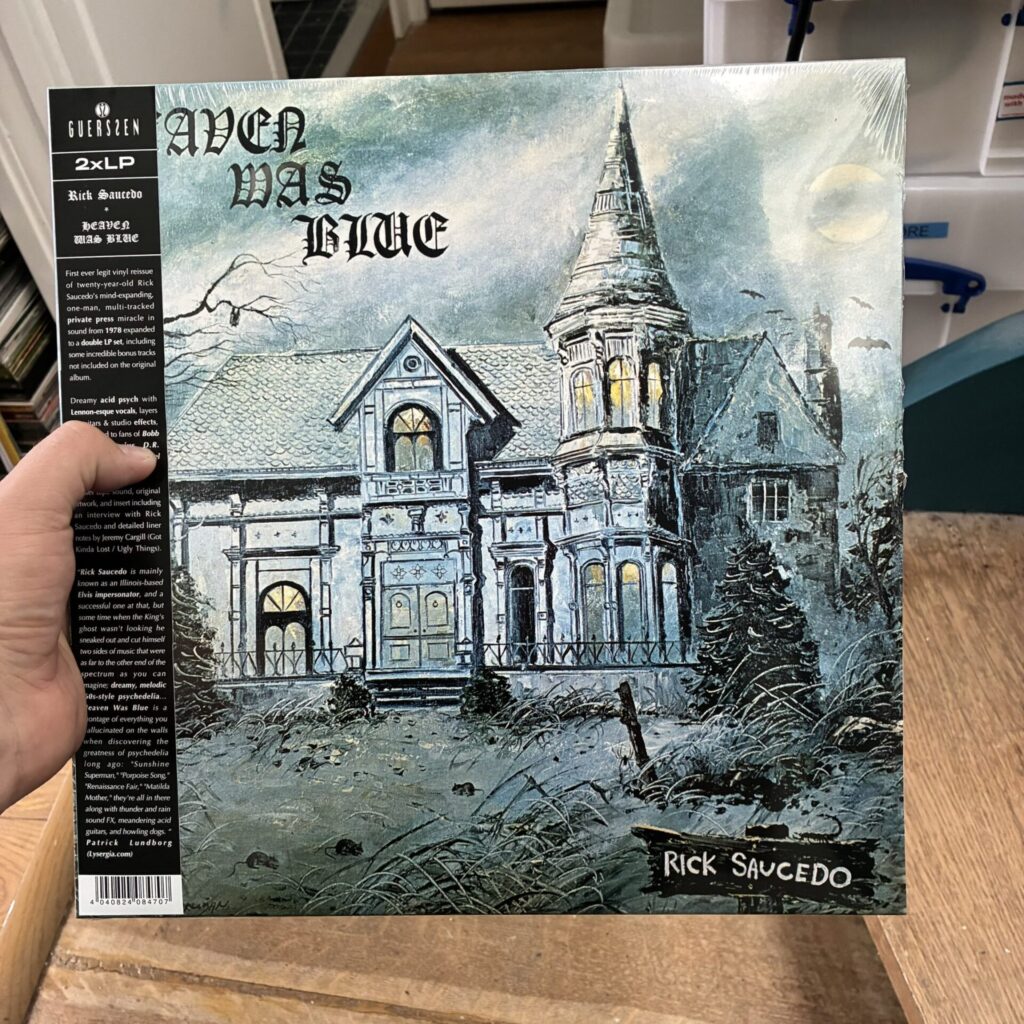 GUERSSEN
2xLP
Rick Saucedo
HEAVEN
WAS BLUE
First ever legit vinyl reissue
of twenty-year-old Rick
Saucedo's mind-expanding,
one-man, multi-tracked
private press miracle in
sound from 1978 expanded
to a double LP set, including
some incredible bonus tracks
not included on the original
album.
Dreamy acid psych with
Lennon-esque vocals, layers
& studio effects.
to fans of Bobb
D.R.
sound, original
artwork, and insert including
an interview with Rick
Saucedo and detailed liner
notes by Jeremy Cargill (Got
Kinda Lost / Ugly Things).
"Rick Saucedo is mainly
known as an Illinois-based
Elvis impersonator, and a
successful one at that, but
some time when the King's
ghost wasn't looking he
sneaked out and cut himself
two sides of music that were
as far to the other end of the
spectrum as you can
imagine; dreamy, melodic
60s-style psychedelia...
Heaven Was Blue is a
montage of everything you
hallucinated on the walls
when discovering the
greatness of psychedelia
long ago: "Sunshine
Superman," "Porpoise Song,"
"Renaissance Fair," "Matilda
Mother," they're all in there
along with thunder and rain
sound FX, meandering acid
guitars, and howling dogs. "
Patrick Lundborg
(Lysergia.com)
4 040824 084707
EAVEN
WAS
BLUE
RICK SAUCEDO